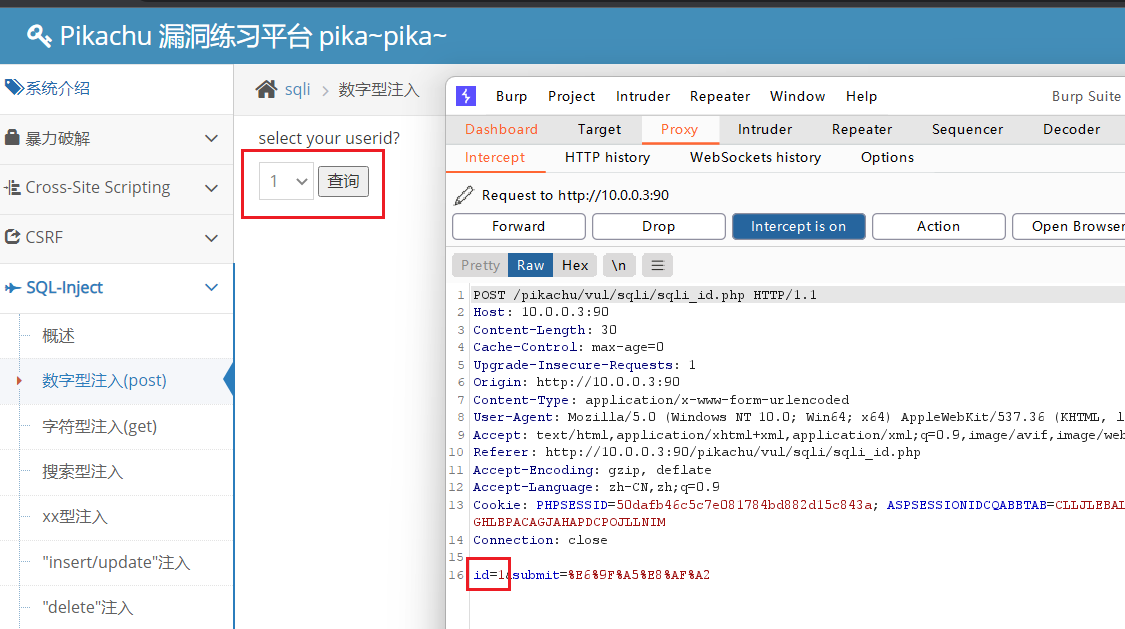 Pikachu 漏洞练习平台 pika~pika~
系统介绍
暴力破解
Cross-Site Scripting
CSRF
SQL-Inject
概述
数字型注入(post)
字符型注入(get)
搜索型注入
xx型注入
"insert/update"注入
"delete"注入
sqli > 数字型注入
select your userid?
1 查询
Burp Project Intruder Repeater Window Help Burp Suite
Dashboard Target Proxy Intruder Repeater Sequencer Decoder
Intercept HTTP history WebSockets history Options
Request to http://10.0.0.3:90
Forward Drop Intercept is on Action Open Browser
Pretty Raw Hex \n
1 POST /pikachu/vul/sqli/sqli_id.php HTTP/1.1
2 Host: 10.0.0.3:90
3 Content-Length: 30
4 Cache-Control: max-age=0
5 Upgrade-Insecure-Requests: 1
6 Origin: http://10.0.0.3:90
7 Content-Type: application/x-www-form-urlencoded
8 User-Agent: Mozilla/5.0 (Windows NT 10.0; Win64; x64) AppleWebKit/537.36 (KHTML, l
9 Accept: text/html,application/xhtml+xml,application/xml;q=0.9,image/avif,image/web
10 Referer: http://10.0.0.3:90/pikachu/vul/sqli/sqli_id.php
11 Accept-Encoding: gzip, deflate
12 Accept-Language: zh-CN,zh;q=0.9
13 Cookie: PHPSESSID=50dafb46c5c7e081784bd882d15c843a; ASPSESSIONIDCQABBTAB=CLLJLEBAL
GHLBPACAGJAHAPDCPOJLLNIM
14 Connection: close
15
16 id=1&submit=%E6%9F%A5%E8%AF%A2